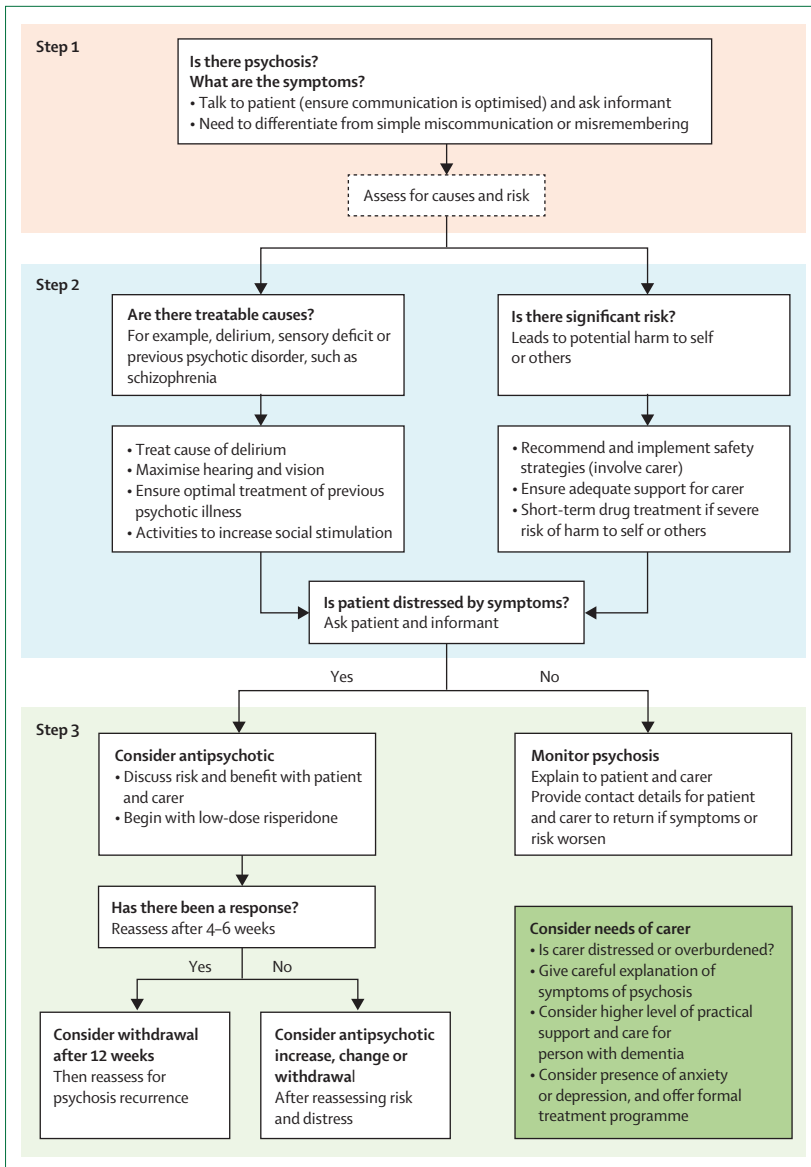 Step 1
Is there psychosis?
What are the symptoms?
• Talk to patient (ensure communication is optimised) and ask informant
• Need to differentiate from simple miscommunication or misremembering
Assess for causes and risk
Step 2
Are there treatable causes?
For example, delirium, sensory deficit or
previous psychotic disorder, such as
schizophrenia
Is there significant risk?
Leads to potential harm to self
or others
• Treat cause of delirium
• Maximise hearing and vision
• Ensure optimal treatment of previous
psychotic illness
• Activities to increase social stimulation
• Recommend and implement safety
strategies (involve carer)
• Ensure adequate support for carer
• Short-term drug treatment if severe
risk of harm to self or others
Is patient distressed by symptoms?
Ask patient and informant
Yes
No
Step 3
Consider antipsychotic
• Discuss risk and benefit with patient
and carer
• Begin with low-dose risperidone
Monitor psychosis
Explain to patient and carer
Provide contact details for patient
and carer to return if symptoms or
risk worsen
Has there been a response?
Reassess after 4–6 weeks
Yes
No
Consider withdrawal
after 12 weeks
Then reassess for
psychosis recurrence
Consider antipsychotic
increase, change or
withdrawal
After reassessing risk
and distress
Consider needs of carer
• Is carer distressed or overburdened?
• Give careful explanation of
symptoms of psychosis
• Consider higher level of practical
support and care for
person with dementia
• Consider presence of anxiety
or depression, and offer formal
treatment programme